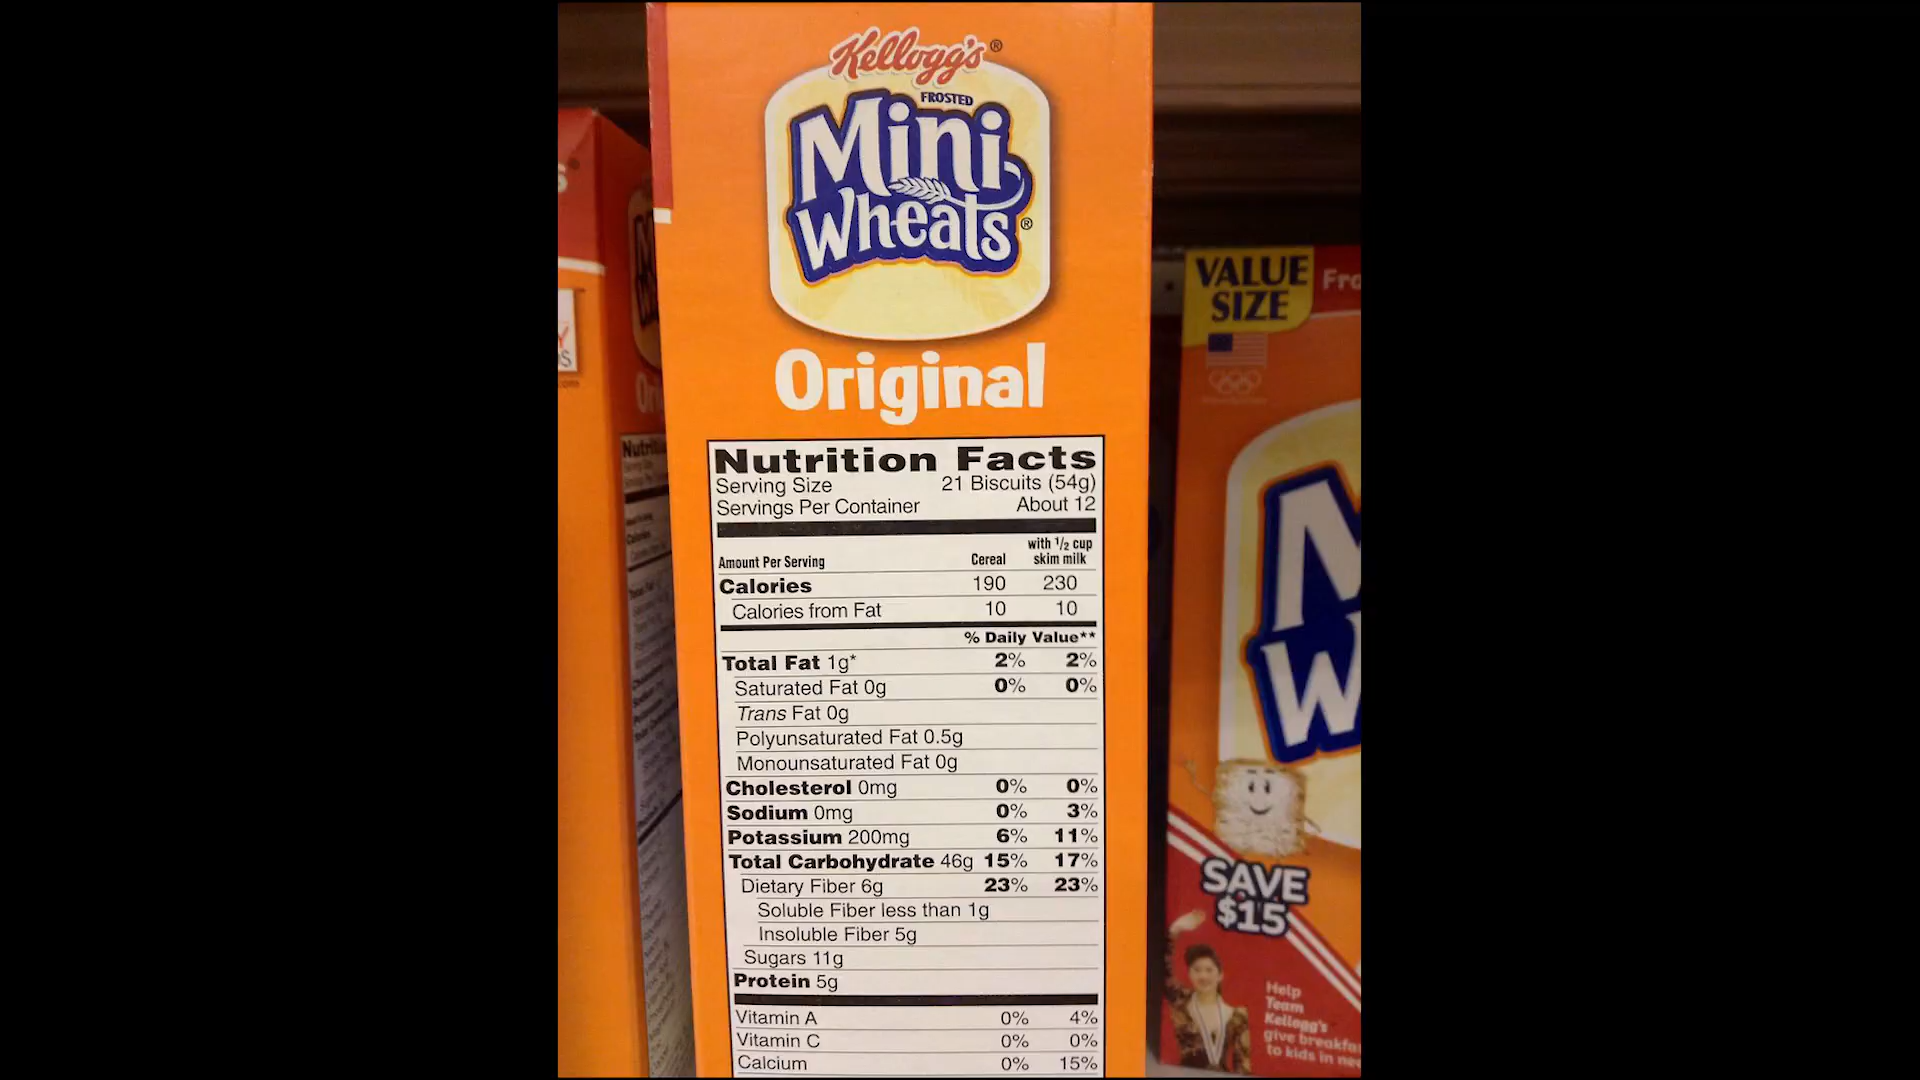 Kellogg's®
FROSTED
Mini
Wheats®
Original
Nutrition Facts
Serving Size 21 Biscuits (54g)
Servings Per Container About 12
Amount Per Serving Cereal with 1/2 cup skim milk
Calories 190 230
Calories from Fat 10 10
% Daily Value**
Total Fat 1g* 2% 2%
Saturated Fat 0g 0% 0%
Trans Fat 0g
Polyunsaturated Fat 0.5g
Monounsaturated Fat 0g
Cholesterol 0mg 0% 0%
Sodium 0mg 0% 3%
Potassium 200mg 6% 11%
Total Carbohydrate 46g 15% 17%
Dietary Fiber 6g 23% 23%
Soluble Fiber less than 1g
Insoluble Fiber 5g
Sugars 11g
Protein 5g
Vitamin A 0% 4%
Vitamin C 0% 0%
Calcium 0% 15%
VALUE
SIZE
Fro
M
W
SAVE
$15
Help
Team
Kellogg's
give breakfa
to kids in nee